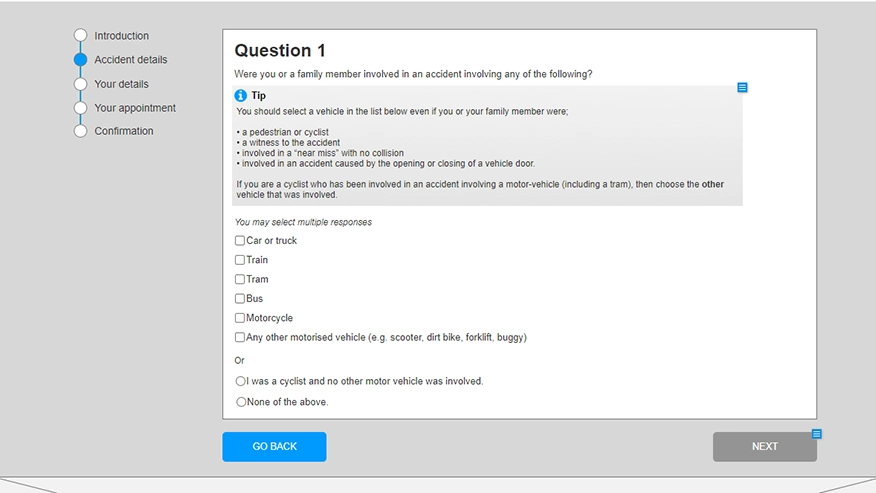 Introduction
Accident details
Your details
Your appointment
Confirmation
Question 1
Were you or a family member involved in an accident involving any of the following?
Tip
You should select a vehicle in the list below even if you or your family member were;
• a pedestrian or cyclist
• a witness to the accident
• involved in a “near miss” with no collision
• involved in an accident caused by the opening or closing of a vehicle door.
If you are a cyclist who has been involved in an accident involving a motor-vehicle (including a tram), then choose the other
vehicle that was involved.
You may select multiple responses
Car or truck
Train
Tram
Bus
Motorcycle
Any other motorised vehicle (e.g. scooter, dirt bike, forklift, buggy)
Or
I was a cyclist and no other motor vehicle was involved.
None of the above.
GO BACK
NEXT